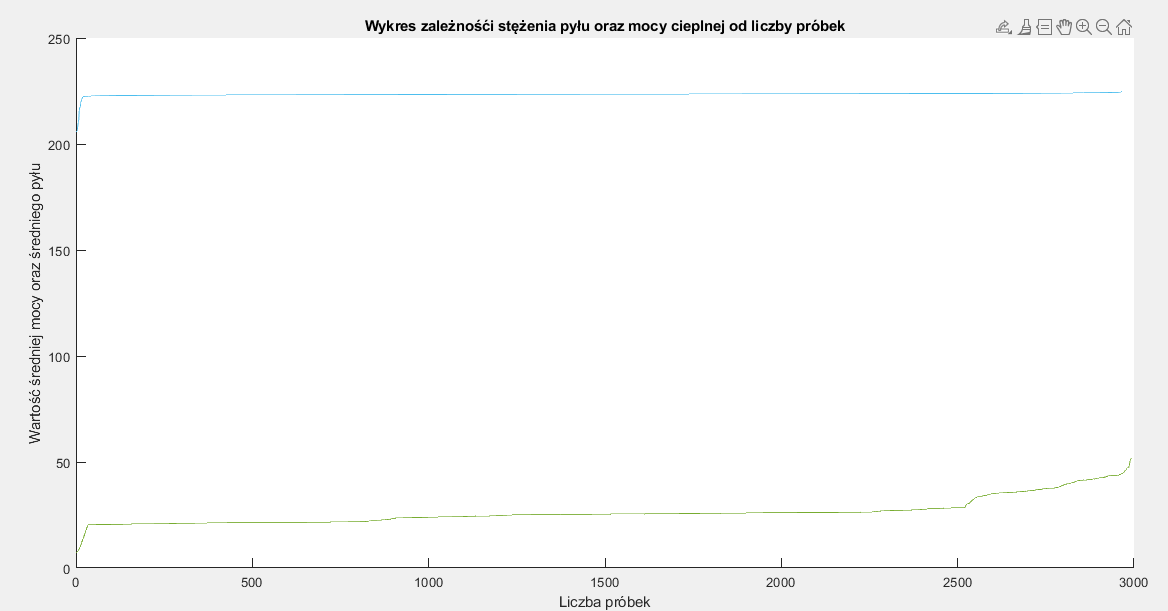 Wykres zależnośći stężenia pyłu oraz mocy cieplnej od liczby próbek
250
200
150
100
50
0
Wartość średniej mocy oraz średniego pyłu
0 500 1000 1500 2000 2500 3000
Liczba próbek